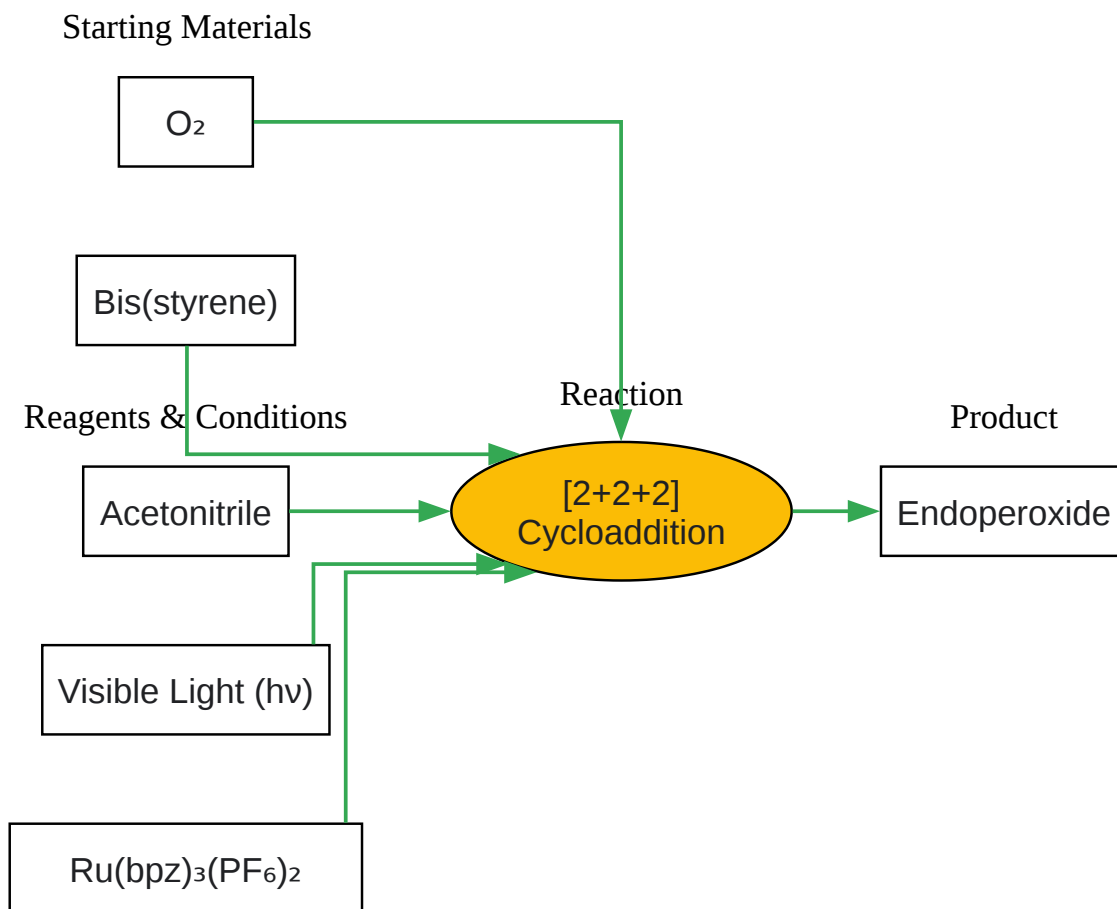 Starting Materials
O₂
Bis(styrene)
Reagents & Conditions
Acetonitrile
Visible Light (hν)
Ru(bpz)₃(PF₆)₂
Reaction
[2+2+2]
Cycloaddition
Product
Endoperoxide